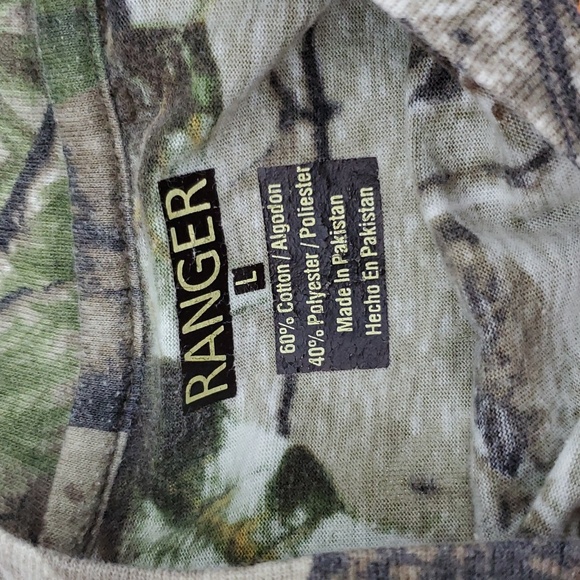 RANGER
L
60% Cotton / Algodon
40% Polyester / Poliester
Made In Pakistan
Hecho En Pakistan